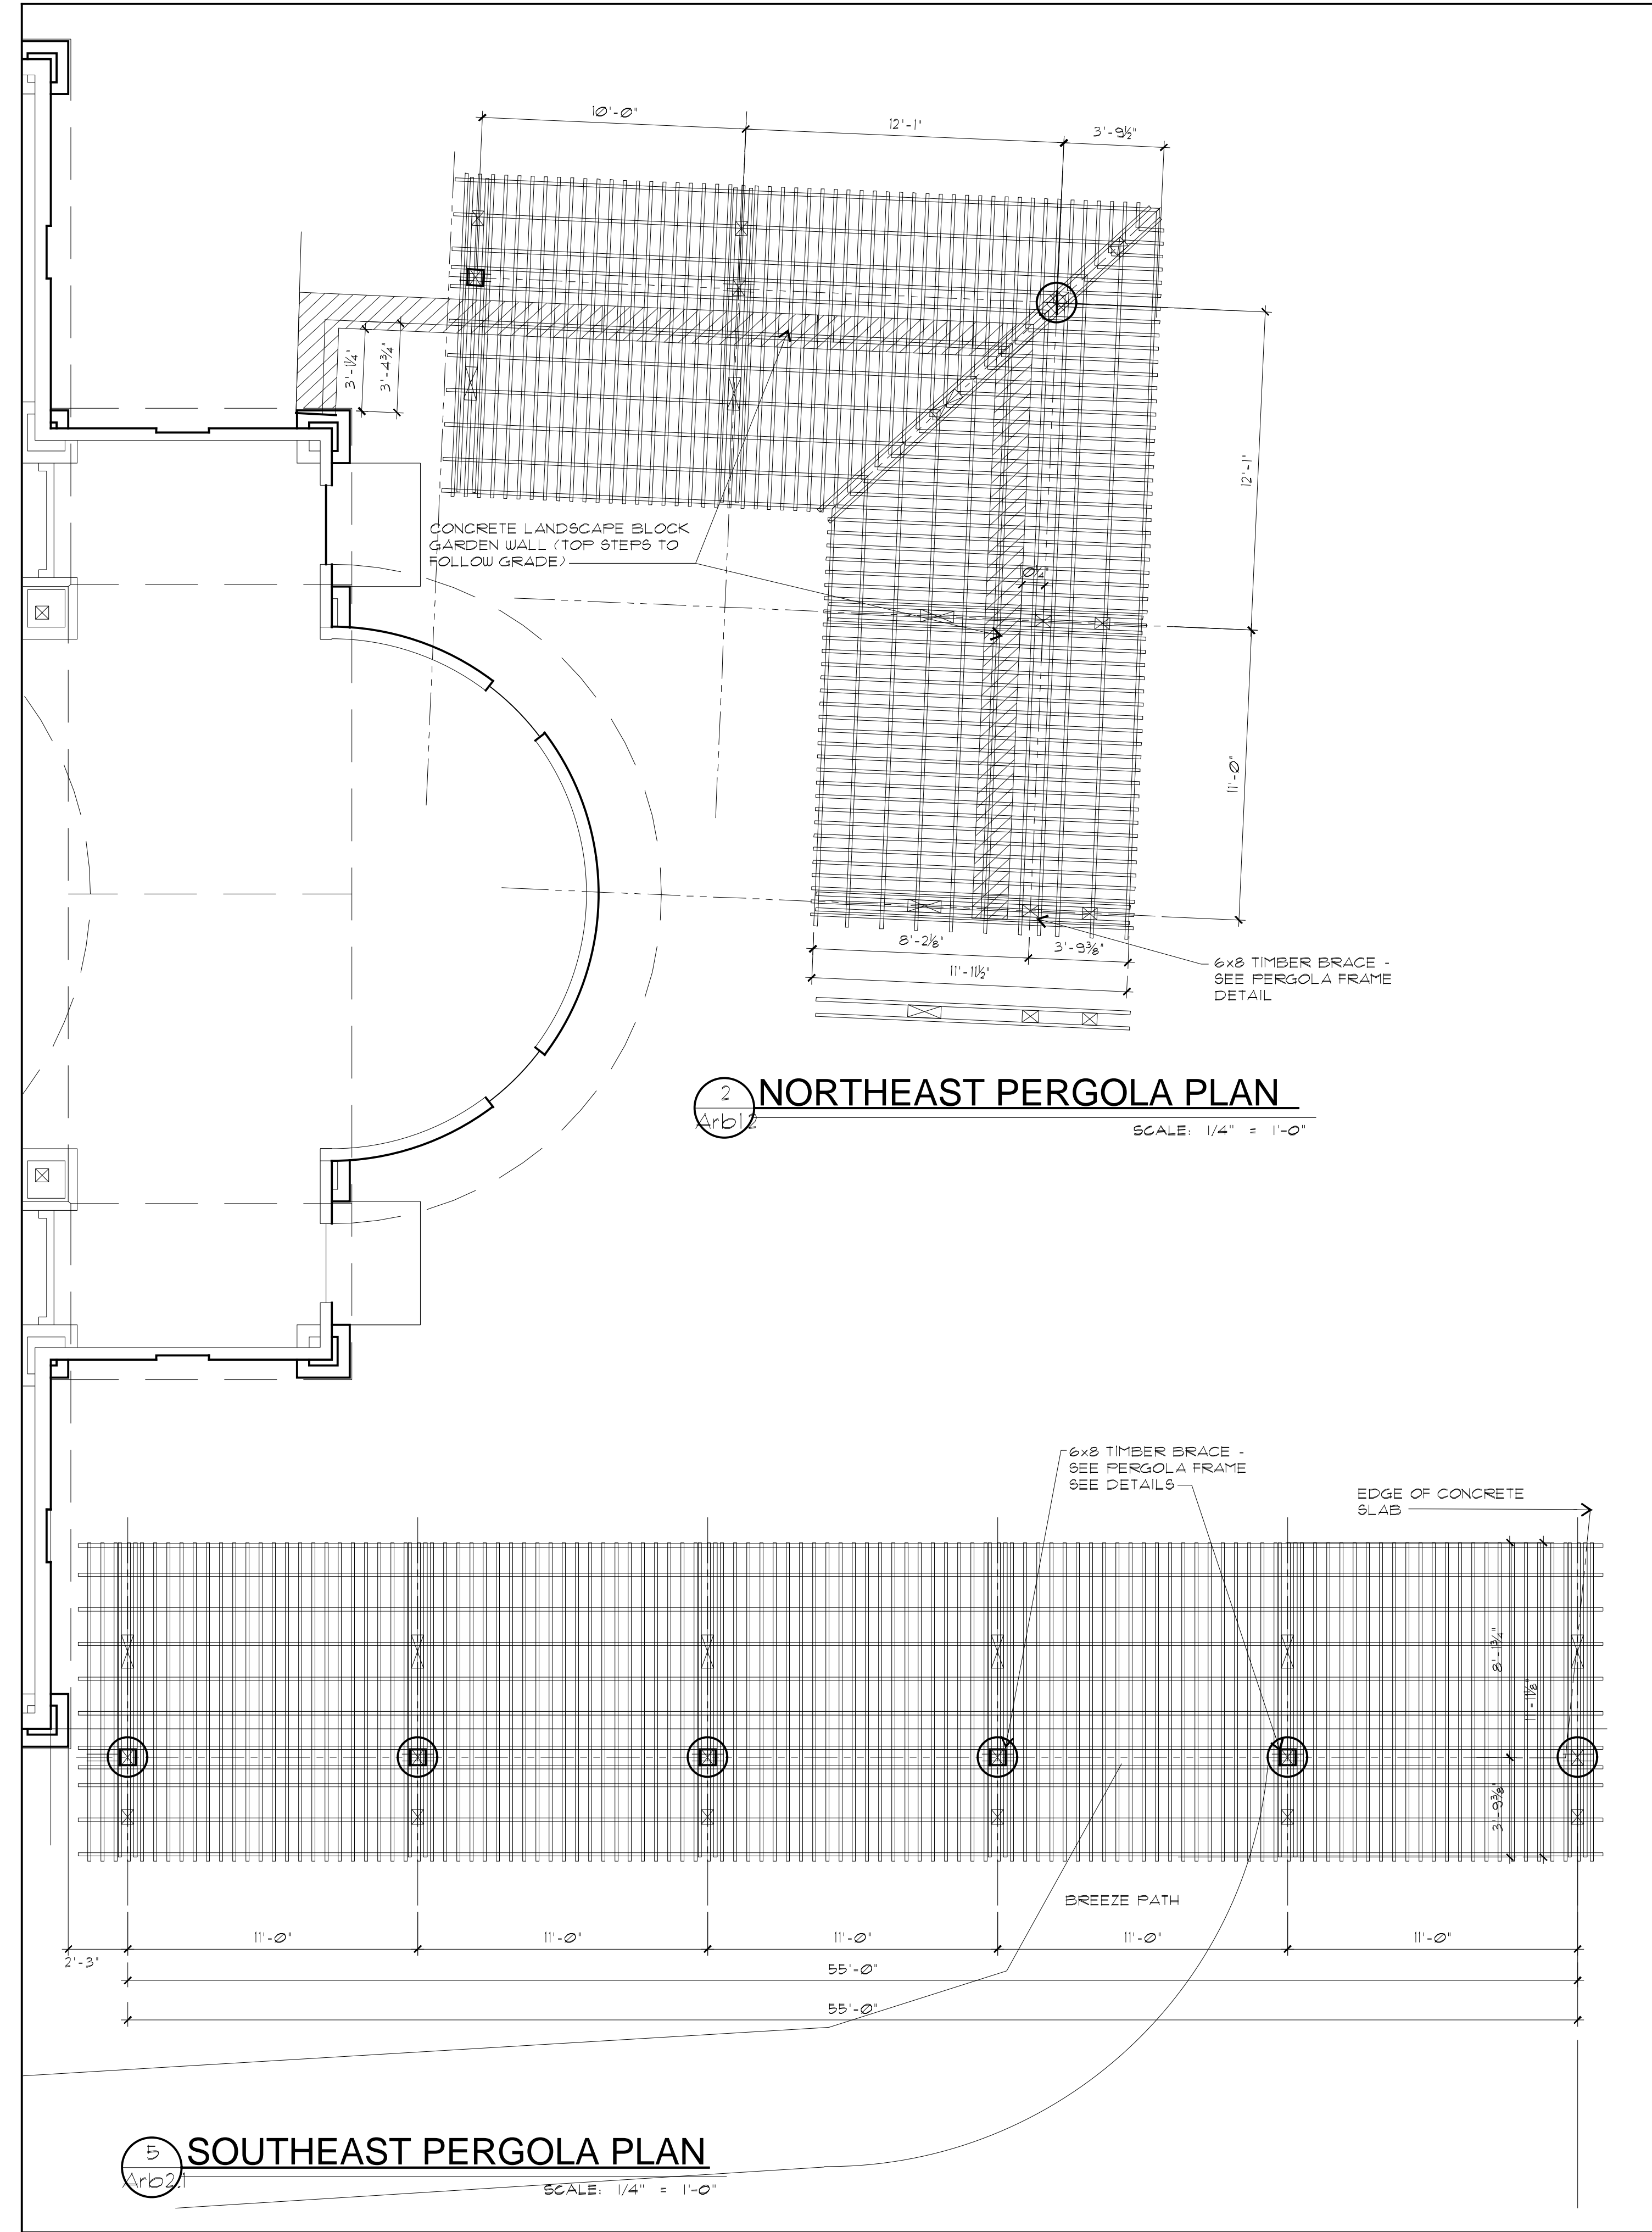 10'-0"
12'-1"
3'-9½"
3'-1¼"
3'-4¾"
12'-1"
CONCRETE LANDSCAPE BLOCK
GARDEN WALL (TOP STEPS TO
FOLLOW GRADE)
11'-0"
8'-2⅛"
3'-9⅜"
11'-11½"
6x8 TIMBER BRACE -
SEE PERGOLA FRAME
DETAIL
2
Arb1.2
NORTHEAST PERGOLA PLAN
SCALE: 1/4" = 1'-0"
6x8 TIMBER BRACE -
SEE PERGOLA FRAME
SEE DETAILS
EDGE OF CONCRETE
SLAB
8'-1¾"
11'-11⅛"
3'-9⅜"
BREEZE PATH
2'-3"
11'-0"
11'-0"
11'-0"
11'-0"
11'-0"
55'-0"
55'-0"
5
Arb2.1
SOUTHEAST PERGOLA PLAN
SCALE: 1/4" = 1'-0"